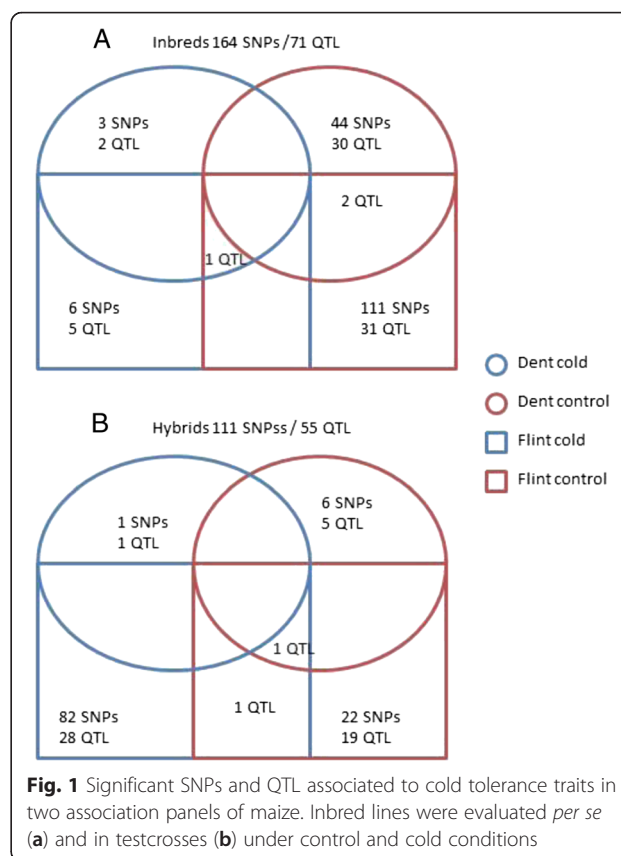 A
Inbreds 164 SNPs /71 QTL
3 SNPs
2 QTL
44 SNPs
30 QTL
2 QTL
1 QTL
6 SNPs
5 QTL
111 SNPs
31 QTL
Dent cold
Dent control
Flint cold
Flint control
B
Hybrids 111 SNPss / 55 QTL
1 SNPs
1 QTL
6 SNPs
5 QTL
1 QTL
1 QTL
82 SNPs
28 QTL
22 SNPs
19 QTL
Fig. 1 Significant SNPs and QTL associated to cold tolerance traits in
two association panels of maize. Inbred lines were evaluated per se
(a) and in testcrosses (b) under control and cold conditions